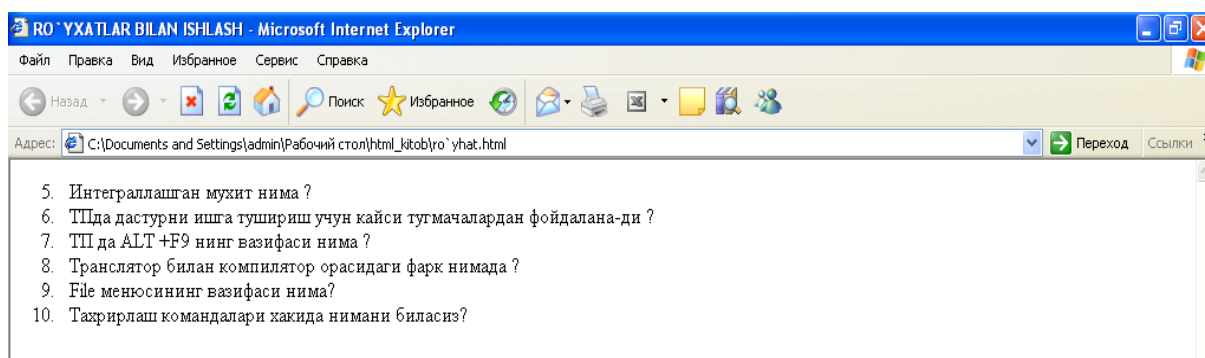 RO`YXATLAR BILAN ISHLASH - Microsoft Internet Explorer
Файл Правка Вид Избранное Сервис Справка
Назад Поиск Избранное
Адрес: C:\Documents and Settings\admin\Рабочий стол\html_kitob\ro`yhat.html Переход Ссылки
5. Интеграллашган мухит нима ?
6. ТПда дастурни ишга тушириш учун кайси тугмачалардан фойдалана-ди ?
7. ТП да ALT +F9 нинг вазифаси нима ?
8. Транслятор билан компилятор орасидаги фарк нимада ?
9. File менюсининг вазифаси нима?
10. Тахрирлаш командалари хакида нимани биласиз?